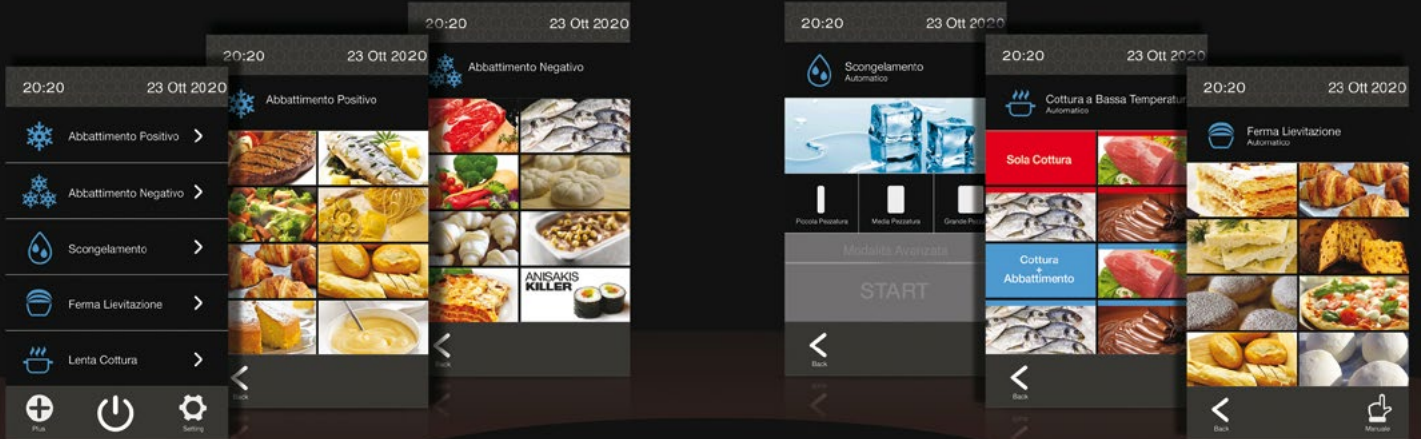 20:20 23 Ott 2020
Abbattimento Positivo
Abbattimento Negativo
Scongelamento
Ferma Lievitazione
Lenta Cottura
Plus
Setting
20:20 23 Ott 2020
Abbattimento Positivo
Back
20:20 23 Ott 2020
Abbattimento Negativo
ANISAKIS
KILLER
Back
20:20 23 Ott 2020
Scongelamento
Automatico
Piccola Pezzatura
Media Pezzatura
Grande
Modalità Avanzata
START
Back
20:20 23 Ott 2020
Cottura a Bassa Temperatur
Automatico
Sola Cottura
Cottura
+
Abbattimento
Back
20:20 23 Ott 2020
Ferma Lievitazione
Automatico
Back
Manuale